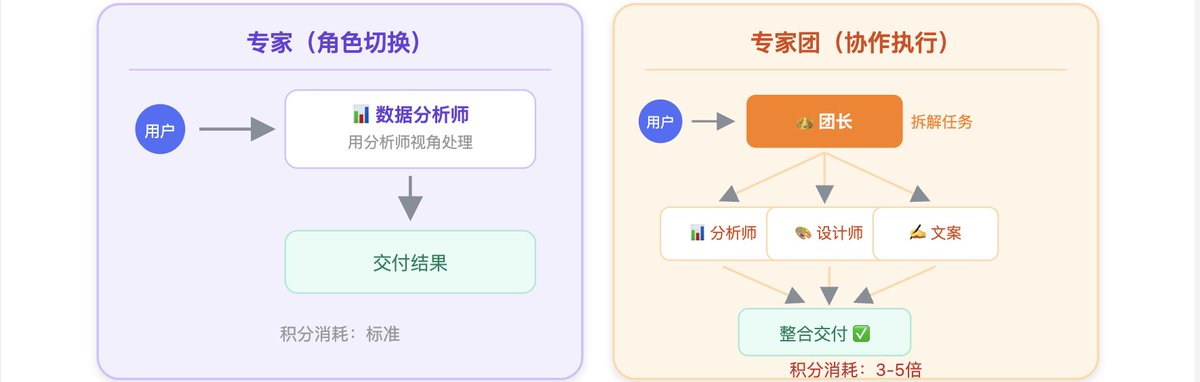 专家（角色切换）
用户
📊 数据分析师
用分析师视角处理
交付结果
积分消耗：标准
专家团（协作执行）
用户
团长
拆解任务
📊 分析师
🎨 设计师
✍️ 文案
整合交付 ✅
积分消耗：3-5倍